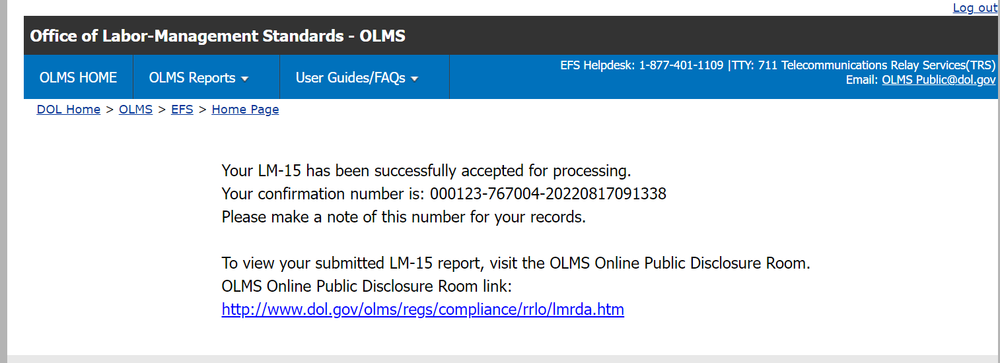 Log out
Office of Labor-Management Standards - OLMS
OLMS HOME OLMS Reports User Guides/FAQs
EFS Helpdesk: 1-877-401-1109 |TTY: 711 Telecommunications Relay Services(TRS)
Email: OLMS Public@dol.gov
DOL Home > OLMS > EFS > Home Page
Your LM-15 has been successfully accepted for processing.
Your confirmation number is: 000123-767004-20220817091338
Please make a note of this number for your records.
To view your submitted LM-15 report, visit the OLMS Online Public Disclosure Room.
OLMS Online Public Disclosure Room link:
http://www.dol.gov/olms/regs/compliance/rrlo/lmrda.htm